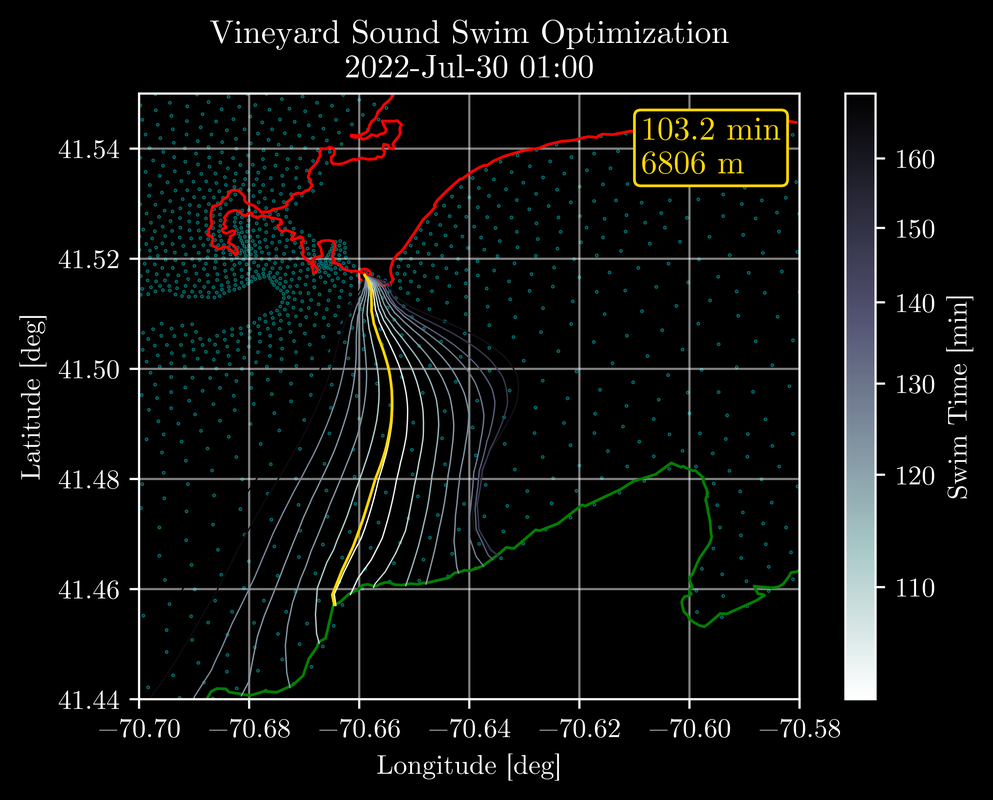 Vineyard Sound Swim Optimization
2022-Jul-30 01:00
103.2 min
6806 m
41.54
41.52
41.50
41.48
41.46
41.44
Latitude [deg]
−70.70 −70.68 −70.66 −70.64 −70.62 −70.60 −70.58
Longitude [deg]
160
150
140
130
120
110
Swim Time [min]